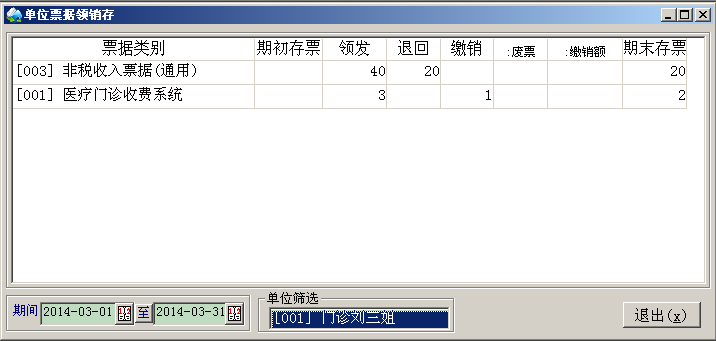 单位票据领销存
票据类别 期初存票 领发 退回 缴销 :废票 :缴销额 期末存票
[003] 非税收入票据(通用) 40 20 20
[001] 医疗门诊收费系统 3 1 2
期间 2014-03-01 至 2014-03-31
单位筛选
[001] 门诊刘三姐
退出(x)